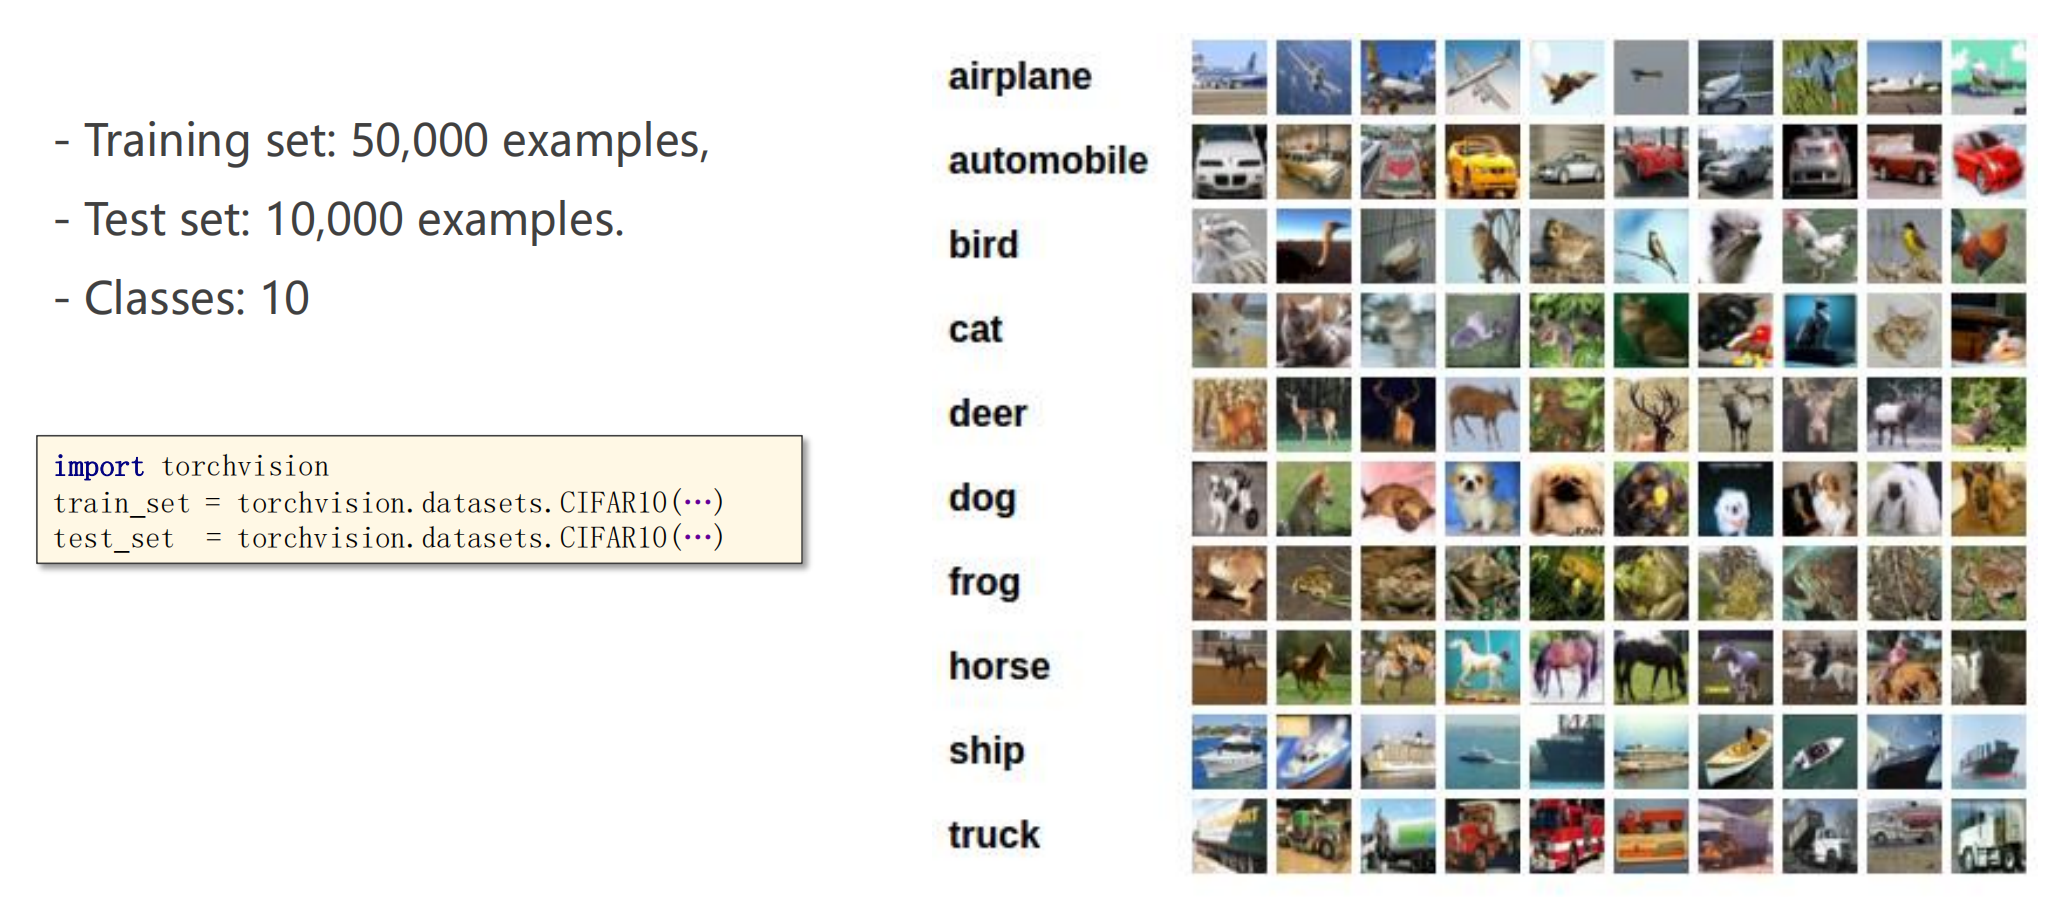 - Training set: 50,000 examples,
- Test set: 10,000 examples.
- Classes: 10
import torchvision
train_set = torchvision.datasets.CIFAR10(⋯)
test_set  = torchvision.datasets.CIFAR10(⋯)
airplane
automobile
bird
cat
deer
dog
frog
horse
ship
truck